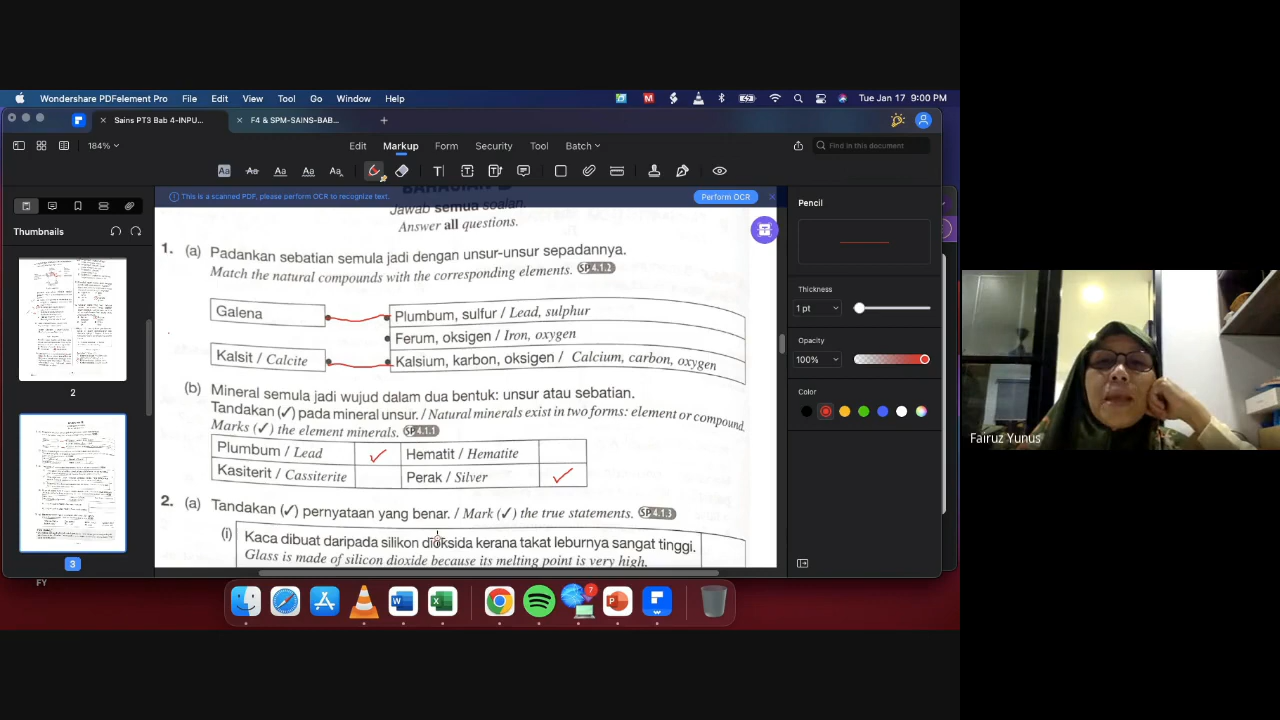 Wondershare PDFelement Pro File Edit View Tool Go Window Help Tue Jan 17 9:00 PM
Sains PT3 Bab 4-INPU... F4 & SPM-SAINS-BAB...
184% Edit Markup Form Security Tool Batch Find in this document
This is a scanned PDF, please perform OCR to recognize text. Perform OCR
Thumbnails
2
3
FY
Jawab semua soalan.
Answer all questions.
1. (a) Padankan sebatian semula jadi dengan unsur-unsur sepadannya.
Match the natural compounds with the corresponding elements. SP4.1.2
Galena Plumbum, sulfur / Lead, sulphur
Ferum, oksigen / Iron, oxygen
Kalsit / Calcite Kalsium, karbon, oksigen / Calcium, carbon, oxygen
(b) Mineral semula jadi wujud dalam dua bentuk: unsur atau sebatian.
Tandakan (✓) pada mineral unsur. / Natural minerals exist in two forms: element or compound.
Marks (✓) the element minerals. SP4.1.1
Plumbum / Lead ✓ Hematit / Hematite
Kasiterit / Cassiterite Perak / Silver ✓
2. (a) Tandakan (✓) pernyataan yang benar. / Mark (✓) the true statements. SP4.1.3
(i) Kaca dibuat daripada silikon dioksida kerana takat leburnya sangat tinggi.
Glass is made of silicon dioxide because its melting point is very high.
Pencil
Thickness
1 pt
Opacity
100%
Color
7
Fairuz Yunus